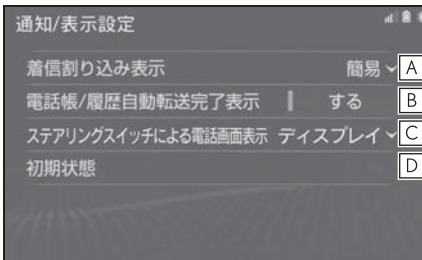 通知/表示設定
着信割り込み表示 簡易 A
電話帳/履歴自動転送完了表示 する B
ステアリングスイッチによる電話画面表示 ディスプレイ C
初期状態 D